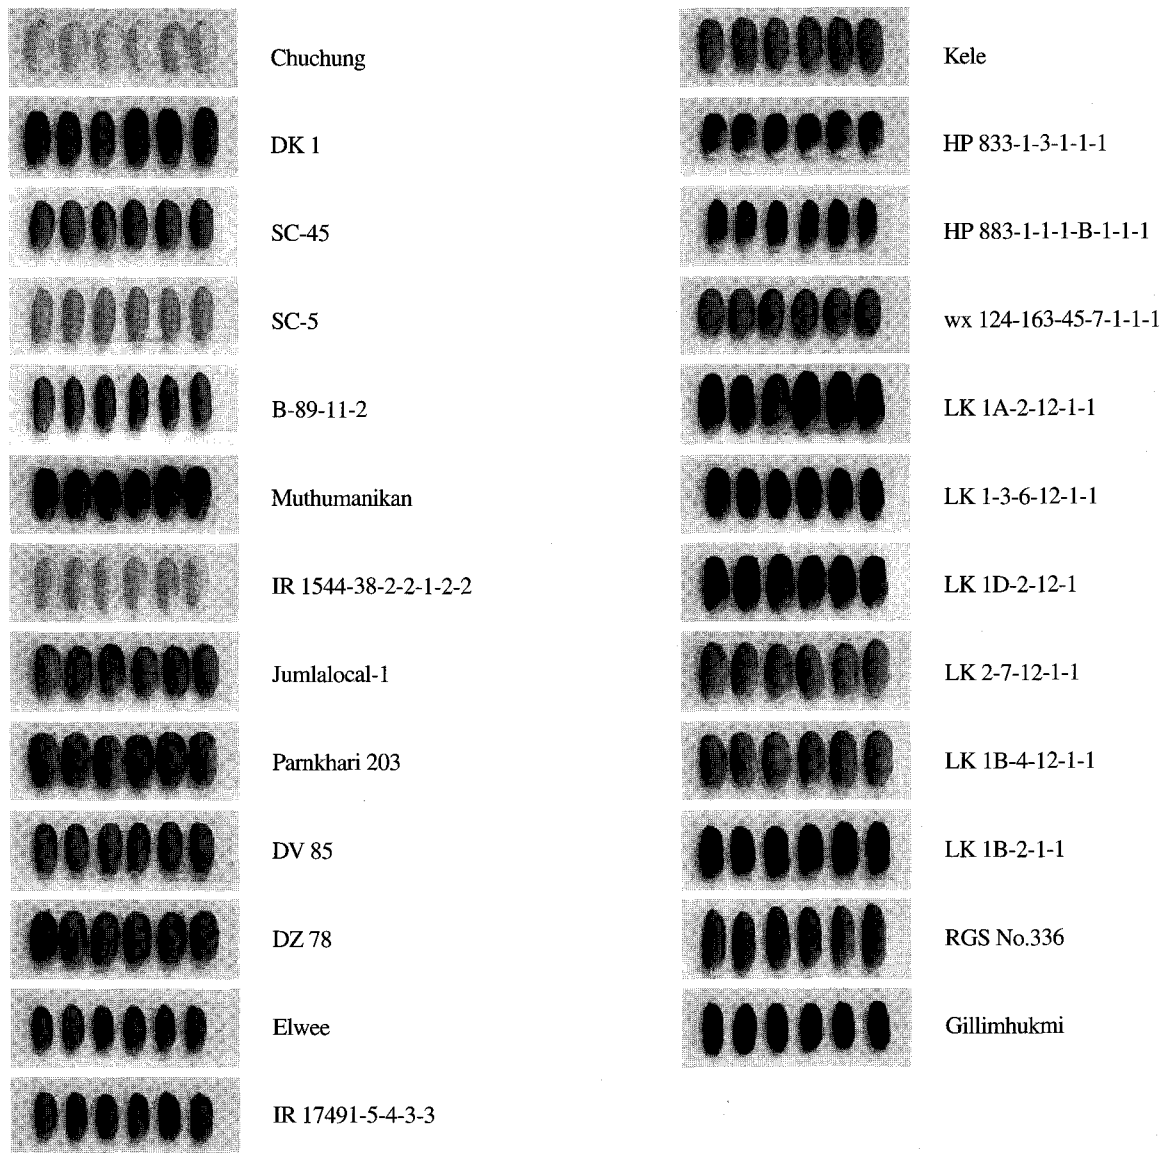 Chuchung
DK 1
SC-45
SC-5
B-89-11-2
Muthumanikan
IR 1544-38-2-2-1-2-2
Jumlalocal-1
Parnkhari 203
DV 85
DZ 78
Elwee
IR 17491-5-4-3-3
Kele
HP 833-1-3-1-1-1
HP 883-1-1-1-B-1-1-1
wx 124-163-45-7-1-1-1
LK 1A-2-12-1-1
LK 1-3-6-12-1-1
LK 1D-2-12-1
LK 2-7-12-1-1
LK 1B-4-12-1-1
LK 1B-2-1-1
RGS No.336
Gillimhukmi